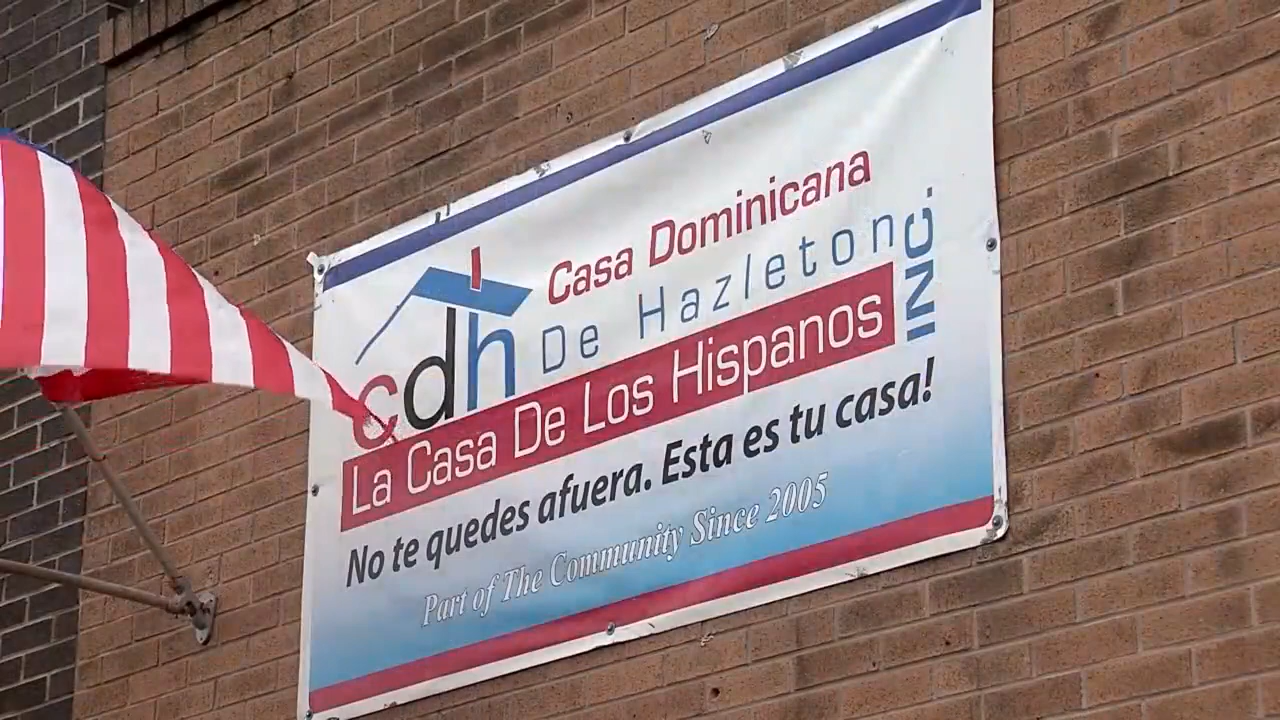 cdh
Casa Dominicana
De Hazleton INC.
La Casa De Los Hispanos
No te quedes afuera. Esta es tu casa!
Part of The Community Since 2005